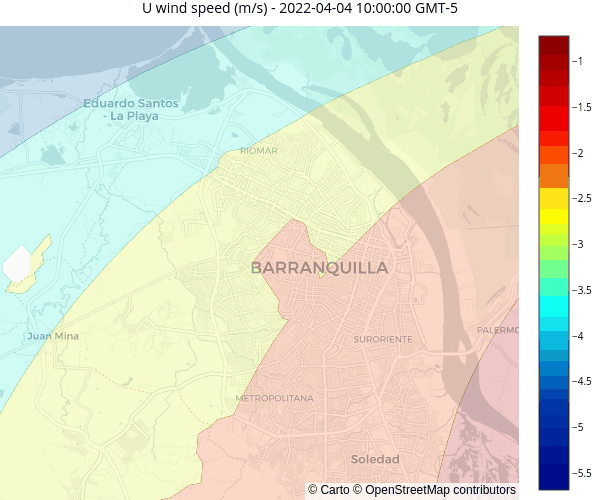 U wind speed (m/s) - 2022-04-04 10:00:00 GMT-5
Eduardo Santos
- La Playa
RIOMAR
BARRANQUILLA
Juan Mina
SURORIENTE
PALERMO
METROPOLITANA
Soledad
© Carto © OpenStreetMap contributors
−1
−1.5
−2
−2.5
−3
−3.5
−4
−4.5
−5
−5.5